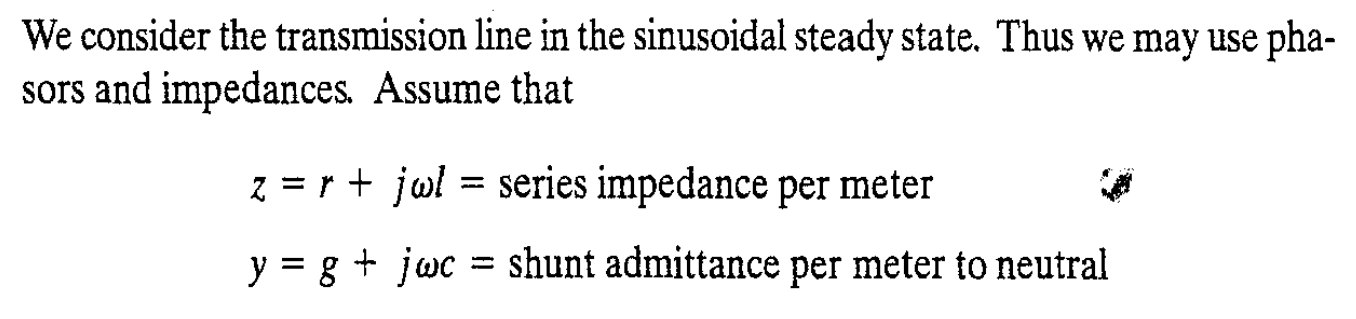 We consider the transmission line in the sinusoidal steady state. Thus we may use pha-
sors and impedances. Assume that
z = r + jωl = series impedance per meter
y = g + jωc = shunt admittance per meter to neutral